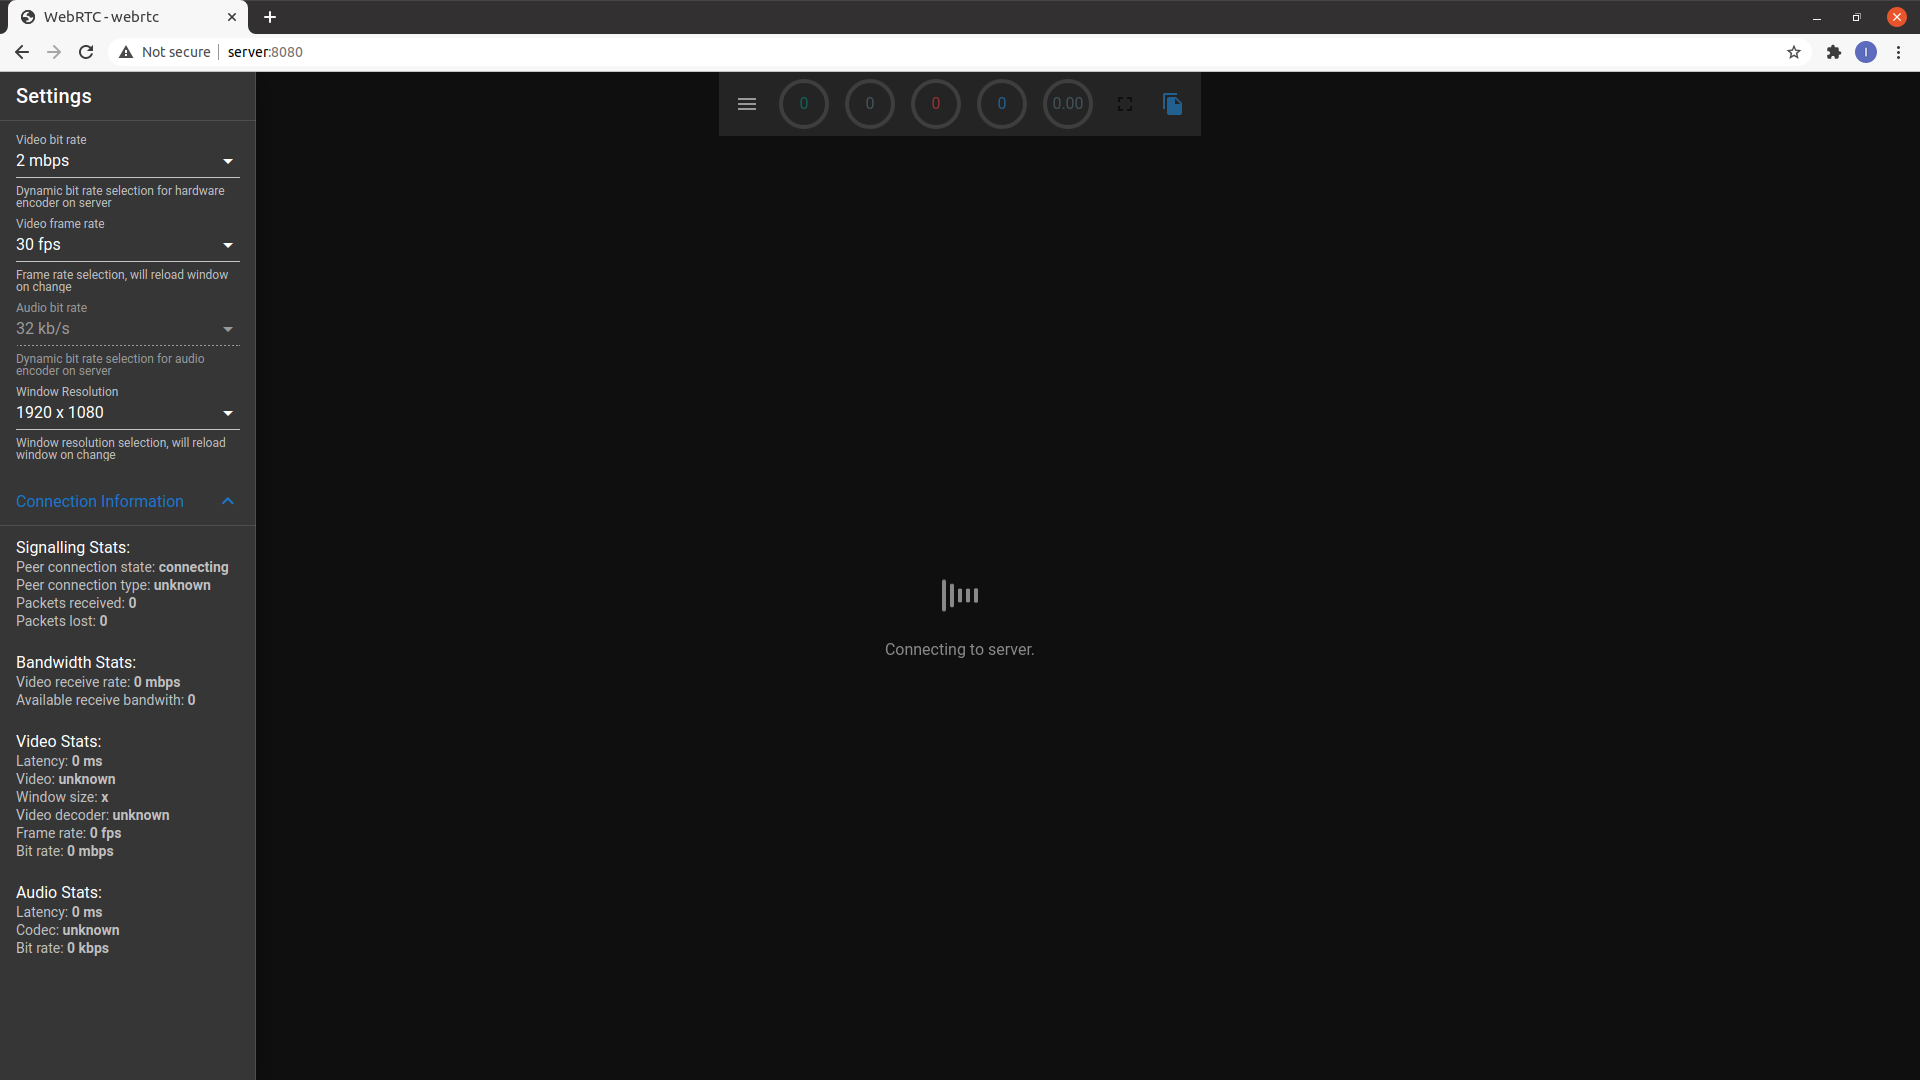 WebRTC - webrtc
Not secure
server:8080
I
Settings
0
0
0
0
0.00
Video bit rate
2 mbps
Dynamic bit rate selection for hardware
encoder on server
Video frame rate
30 fps
Frame rate selection, will reload window
on change
Audio bit rate
32 kb/s
Dynamic bit rate selection for audio
encoder on server
Window Resolution
1920 x 1080
Window resolution selection, will reload
window on change
Connection Information
Signalling Stats:
Peer connection state: connecting
Peer connection type: unknown
Packets received: 0
Packets lost: 0
Bandwidth Stats:
Video receive rate: 0 mbps
Available receive bandwith: 0
Video Stats:
Latency: 0 ms
Video: unknown
Window size: x
Video decoder: unknown
Frame rate: 0 fps
Bit rate: 0 mbps
Audio Stats:
Latency: 0 ms
Codec: unknown
Bit rate: 0 kbps
Connecting to server.